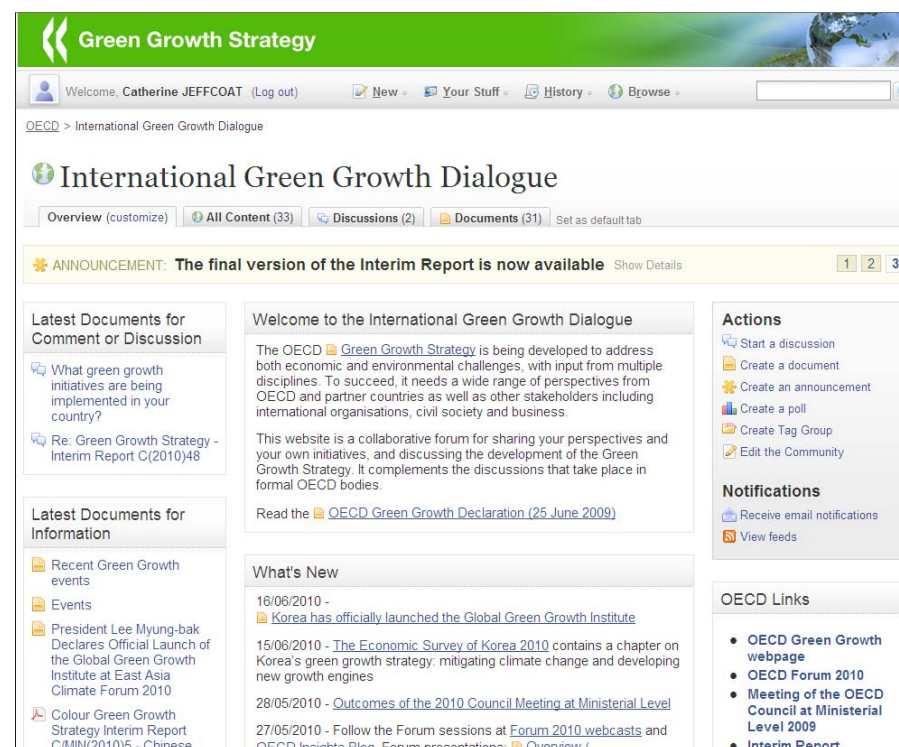 Green Growth Strategy
Welcome, Catherine JEFFCOAT (Log out)
New
Your Stuff
History
Browse
OECD > International Green Growth Dialogue
International Green Growth Dialogue
Overview (customize)
All Content (33)
Discussions (2)
Documents (31)
Set as default tab
ANNOUNCEMENT: The final version of the Interim Report is now available Show Details
1 2 3
Latest Documents for
Comment or Discussion
What green growth
initiatives are being
implemented in your
country?
Re: Green Growth Strategy -
Interim Report C(2010)48
Latest Documents for
Information
Recent Green Growth
events
Events
President Lee Myung-bak
Declares Official Launch of
the Global Green Growth
Institute at East Asia
Climate Forum 2010
Colour Green Growth
Strategy Interim Report
C/MIN(2010)5 - Chinese
Welcome to the International Green Growth Dialogue
The OECD Green Growth Strategy is being developed to address
both economic and environmental challenges, with input from multiple
disciplines. To succeed, it needs a wide range of perspectives from
OECD and partner countries as well as other stakeholders including
international organisations, civil society and business.
This website is a collaborative forum for sharing your perspectives and
your own initiatives, and discussing the development of the Green
Growth Strategy. It complements the discussions that take place in
formal OECD bodies.
Read the OECD Green Growth Declaration (25 June 2009)
What's New
16/06/2010 -
Korea has officially launched the Global Green Growth Institute
15/06/2010 - The Economic Survey of Korea 2010 contains a chapter on
Korea's green growth strategy: mitigating climate change and developing
new growth engines
28/05/2010 - Outcomes of the 2010 Council Meeting at Ministerial Level
27/05/2010 - Follow the Forum sessions at Forum 2010 webcasts and
OECD Insights Blog. Forum presentations: Overview /
Actions
Start a discussion
Create a document
Create an announcement
Create a poll
Create Tag Group
Edit the Community
Notifications
Receive email notifications
View feeds
OECD Links
OECD Green Growth
webpage
OECD Forum 2010
Meeting of the OECD
Council at Ministerial
Level 2009
Interim Report